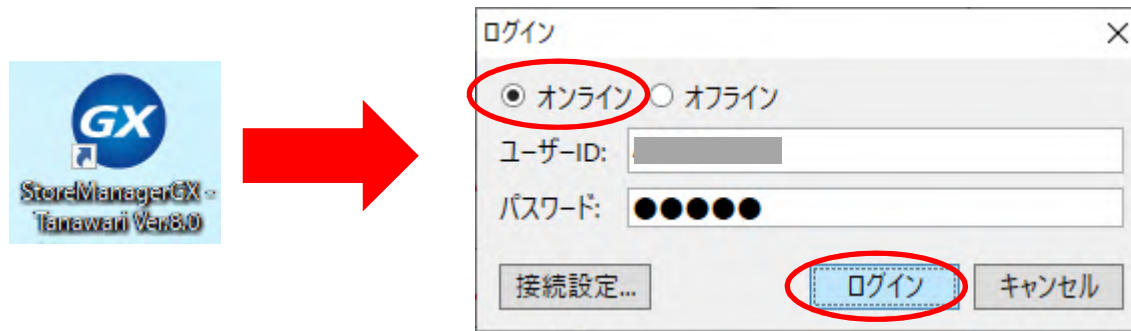 GX
StoreManagerGX -
Tanawari Ver.8.0
ログイン
オンライン オフライン
ユーザーID:
パスワード: ●●●●●
接続設定... ログイン キャンセル